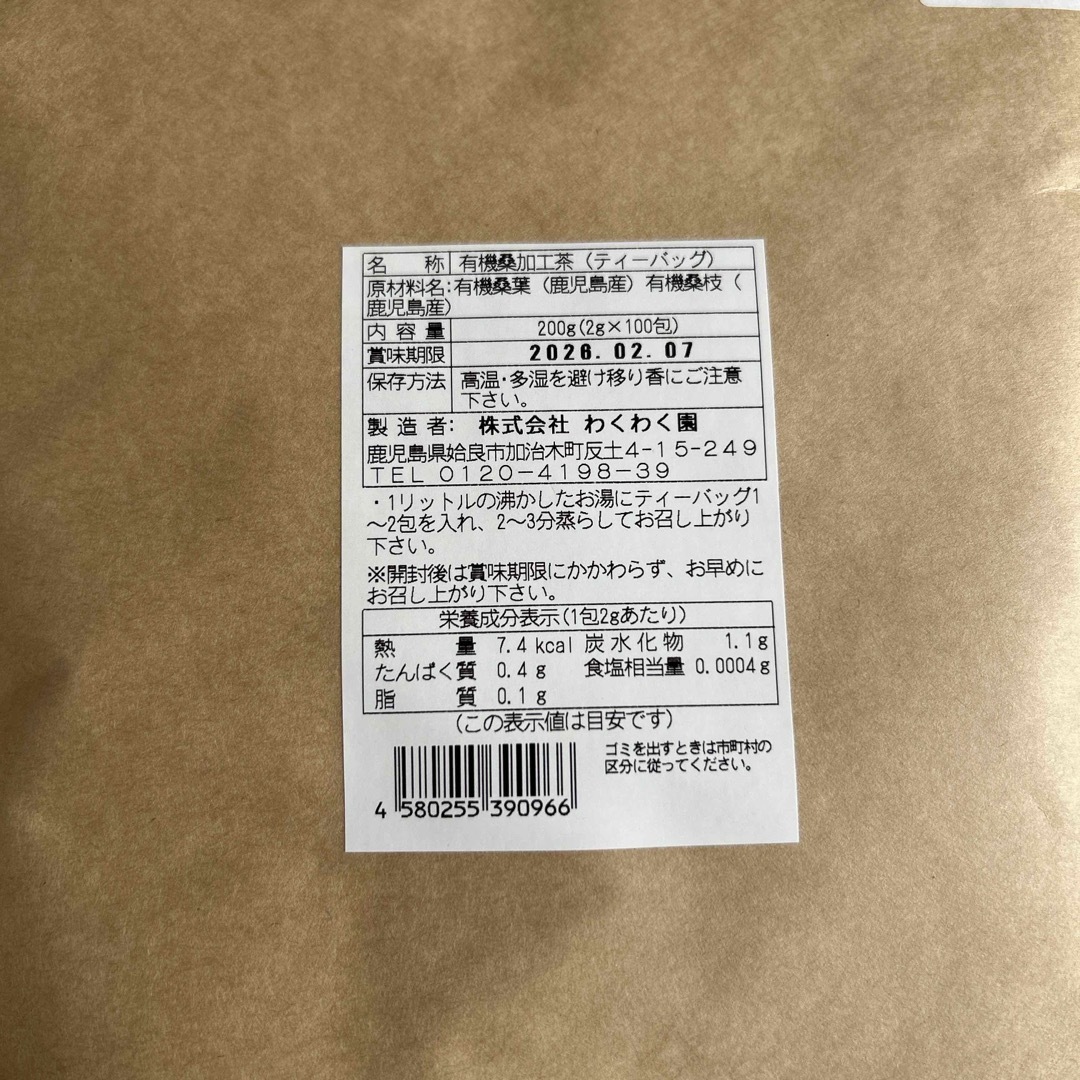 名 称 有機桑加工茶（ティーバッグ）
原材料名：有機桑葉（鹿児島産）有機桑枝（
鹿児島産）
内容量 200g(2g×100包)
賞味期限 2026.02.07
保存方法 高温・多湿を避け移り香にご注意
下さい。
製造者： 株式会社 わくわく園
鹿児島県姶良市加治木町反土4-15-249
TEL 0120-4198-39
・1リットルの沸かしたお湯にティーバッグ1
～2包を入れ、2～3分蒸らしてお召し上がり
下さい。
※開封後は賞味期限にかかわらず、お早めに
お召し上がり下さい。
栄養成分表示(1包2gあたり)
熱量 7.4 kcal 炭水化物 1.1g
たんぱく質 0.4 g 食塩相当量 0.0004g
脂質 0.1 g
(この表示値は目安です)
ゴミを出すときは市町村の
区分に従ってください。
4 580255 390966